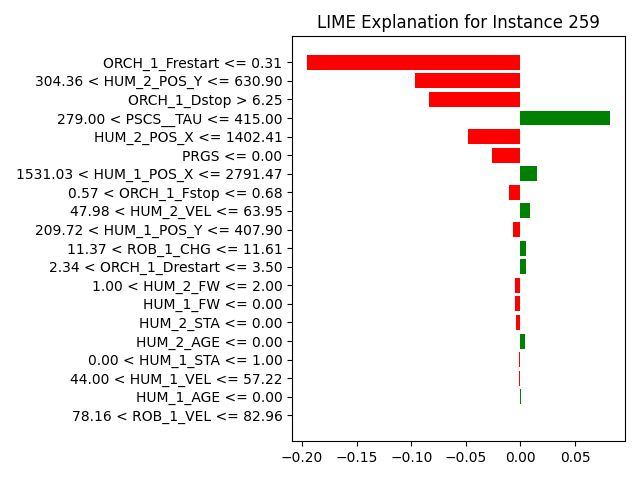 LIME Explanation for Instance 259
ORCH_1_Frestart <= 0.31
304.36 < HUM_2_POS_Y <= 630.90
ORCH_1_Dstop > 6.25
279.00 < PSCS__TAU <= 415.00
HUM_2_POS_X <= 1402.41
PRGS <= 0.00
1531.03 < HUM_1_POS_X <= 2791.47
0.57 < ORCH_1_Fstop <= 0.68
47.98 < HUM_2_VEL <= 63.95
209.72 < HUM_1_POS_Y <= 407.90
11.37 < ROB_1_CHG <= 11.61
2.34 < ORCH_1_Drestart <= 3.50
1.00 < HUM_2_FW <= 2.00
HUM_1_FW <= 0.00
HUM_2_STA <= 0.00
HUM_2_AGE <= 0.00
0.00 < HUM_1_STA <= 1.00
44.00 < HUM_1_VEL <= 57.22
HUM_1_AGE <= 0.00
78.16 < ROB_1_VEL <= 82.96
−0.20 −0.15 −0.10 −0.05 0.00 0.05